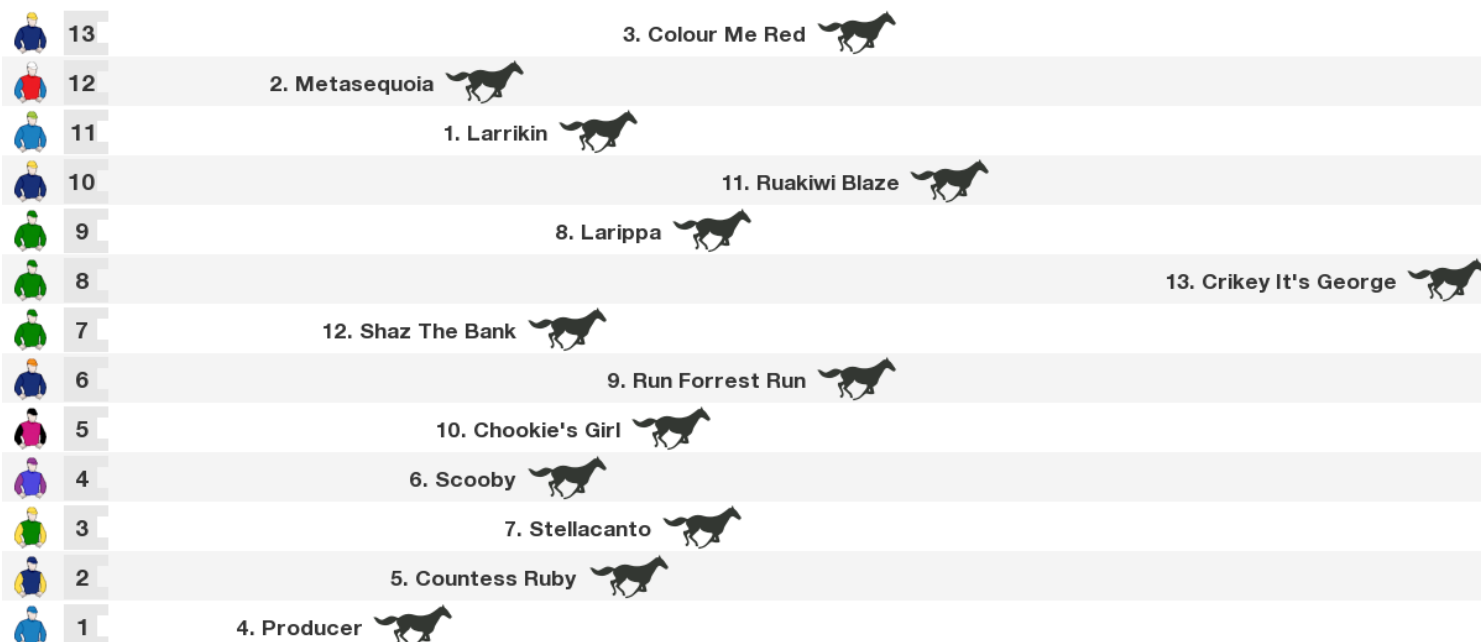 13 3. Colour Me Red
12 2. Metasequoia
11 1. Larrikin
10 11. Ruakiwi Blaze
9 8. Larippa
8 13. Crikey It's George
7 12. Shaz The Bank
6 9. Run Forrest Run
5 10. Chookie's Girl
4 6. Scooby
3 7. Stellacanto
2 5. Countess Ruby
1 4. Producer